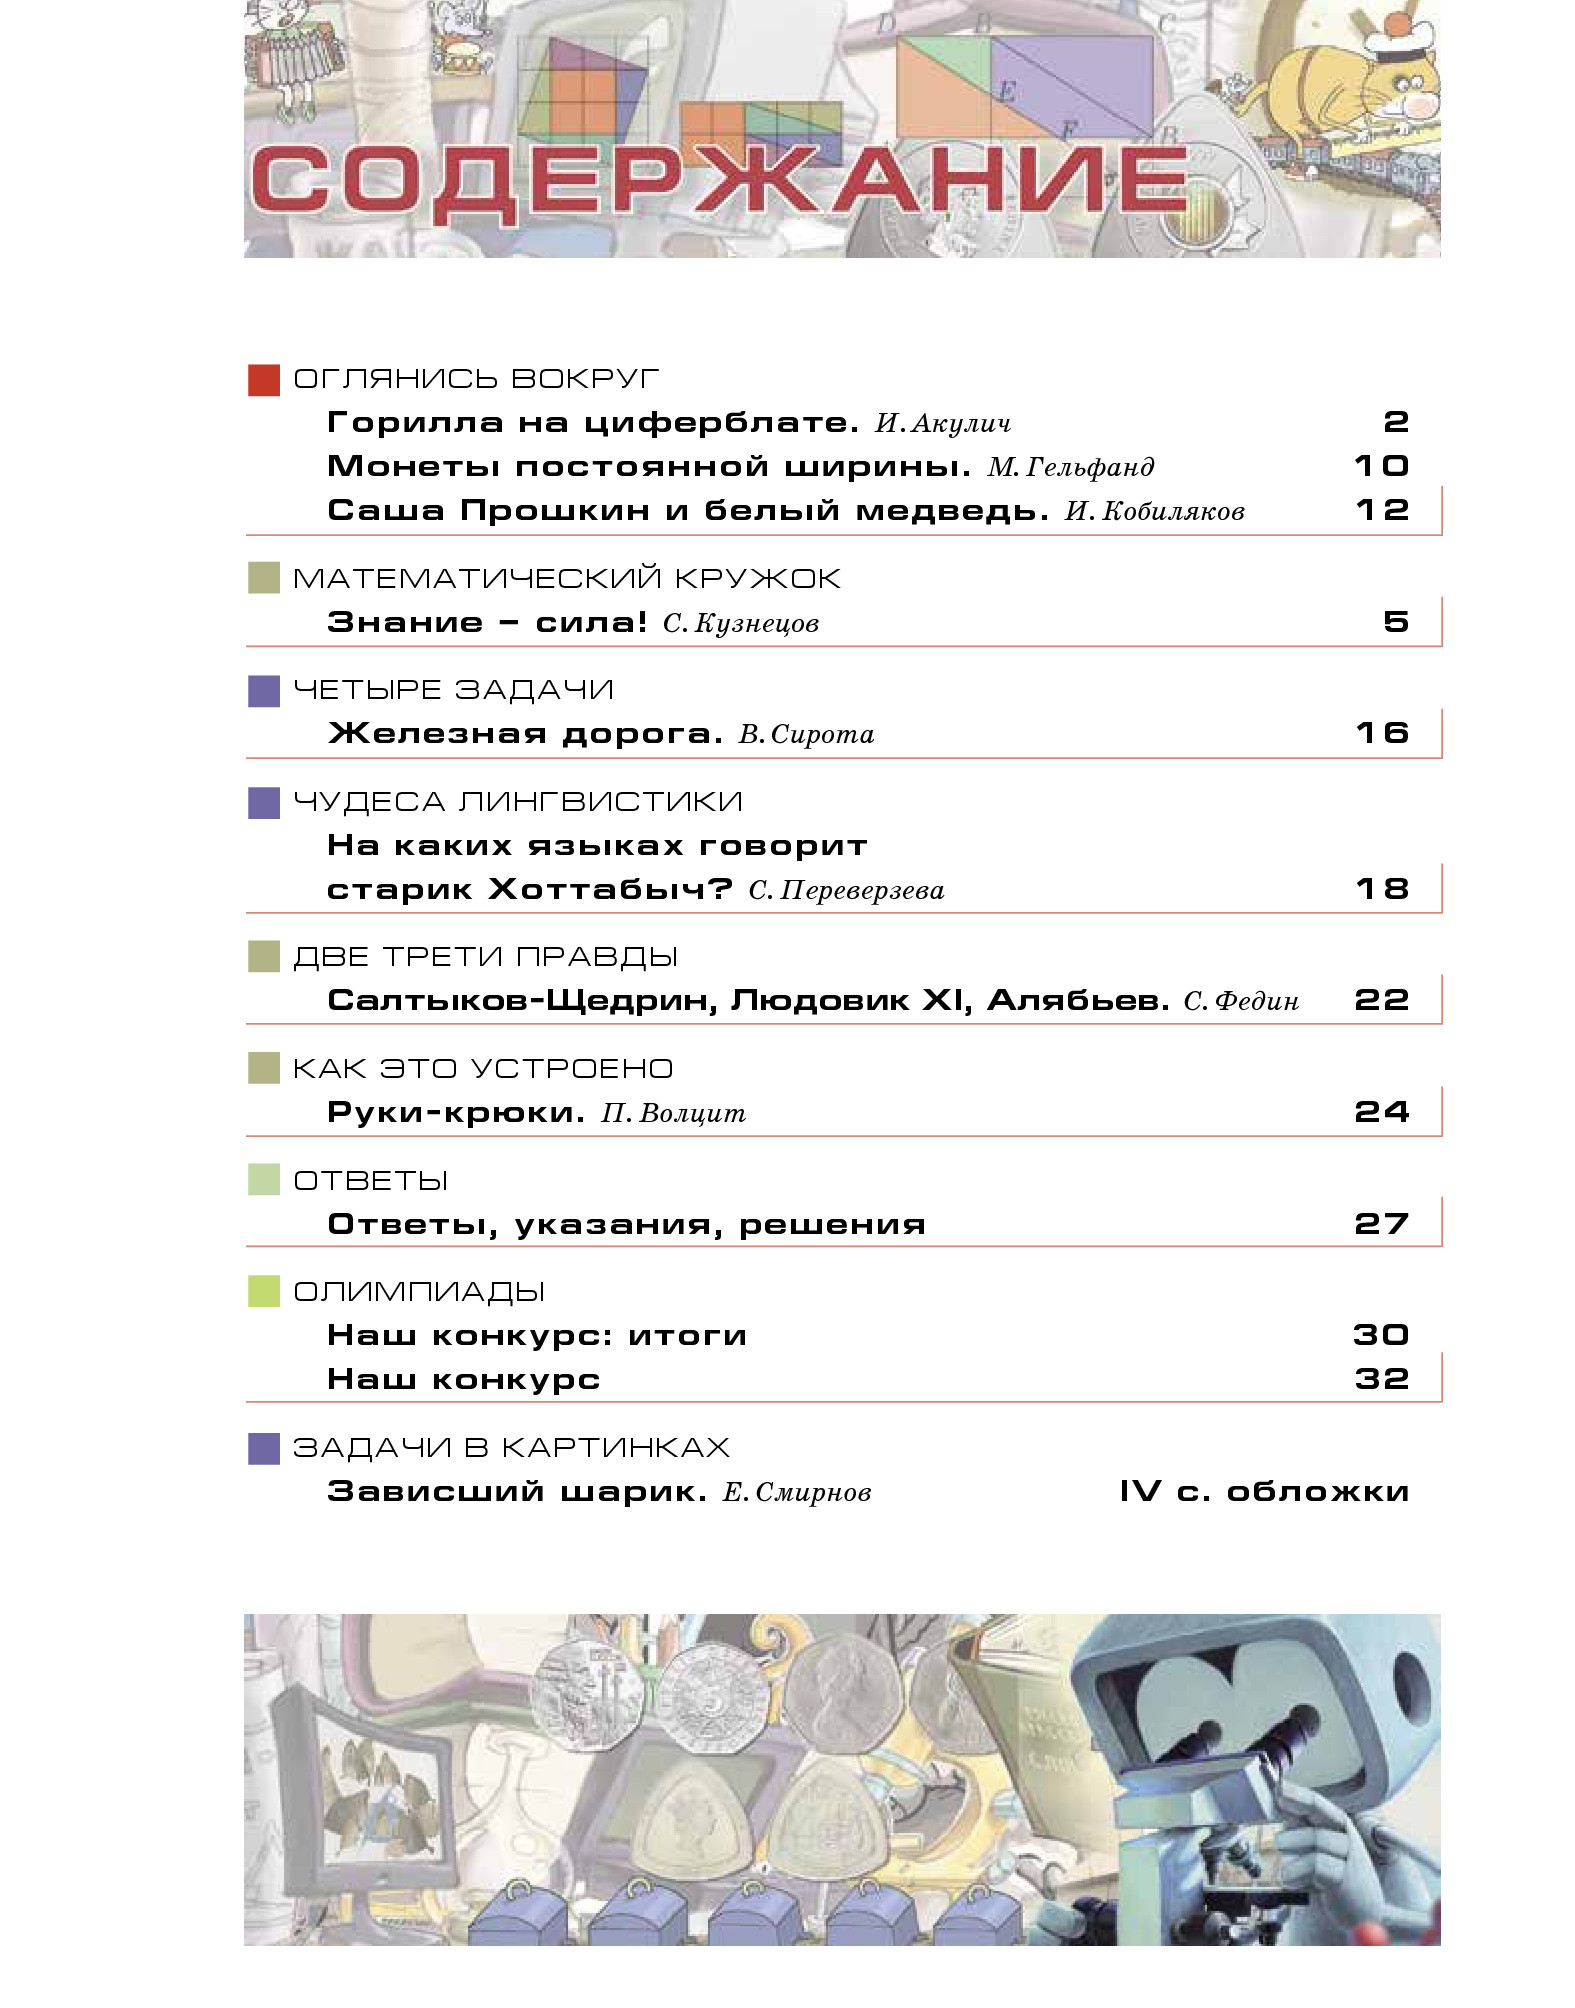 D B C
E
F B
СОДЕРЖАНИЕ
ОГЛЯНИСЬ ВОКРУГ
Горилла на циферблате. И. Акулич 2
Монеты постоянной ширины. М. Гельфанд 10
Саша Прошкин и белый медведь. И. Кобиляков 12
МАТЕМАТИЧЕСКИЙ КРУЖОК
Знание – сила! С. Кузнецов 5
ЧЕТЫРЕ ЗАДАЧИ
Железная дорога. В. Сирота 16
ЧУДЕСА ЛИНГВИСТИКИ
На каких языках говорит
старик Хоттабыч? С. Переверзева 18
ДВЕ ТРЕТИ ПРАВДЫ
Салтыков-Щедрин, Людовик XI, Алябьев. С. Федин 22
КАК ЭТО УСТРОЕНО
Руки-крюки. П. Волцит 24
ОТВЕТЫ
Ответы, указания, решения 27
ОЛИМПИАДЫ
Наш конкурс: итоги 30
Наш конкурс 32
ЗАДАЧИ В КАРТИНКАХ
Зависший шарик. Е. Смирнов IV с. обложки